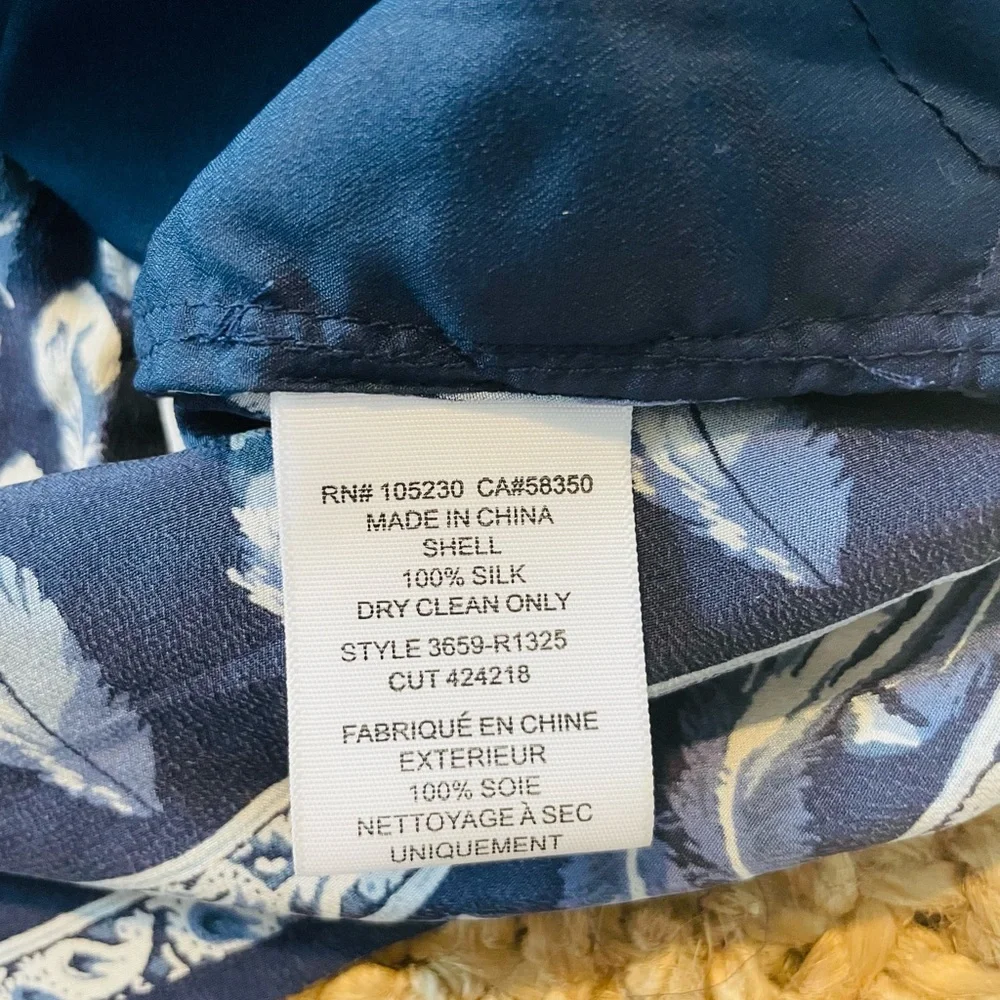 RN# 105230 CA#58350
MADE IN CHINA
SHELL
100% SILK
DRY CLEAN ONLY
STYLE 3659-R1325
CUT 424218
FABRIQUÉ EN CHINE
EXTERIEUR
100% SOIE
NETTOYAGE À SEC
UNIQUEMENT